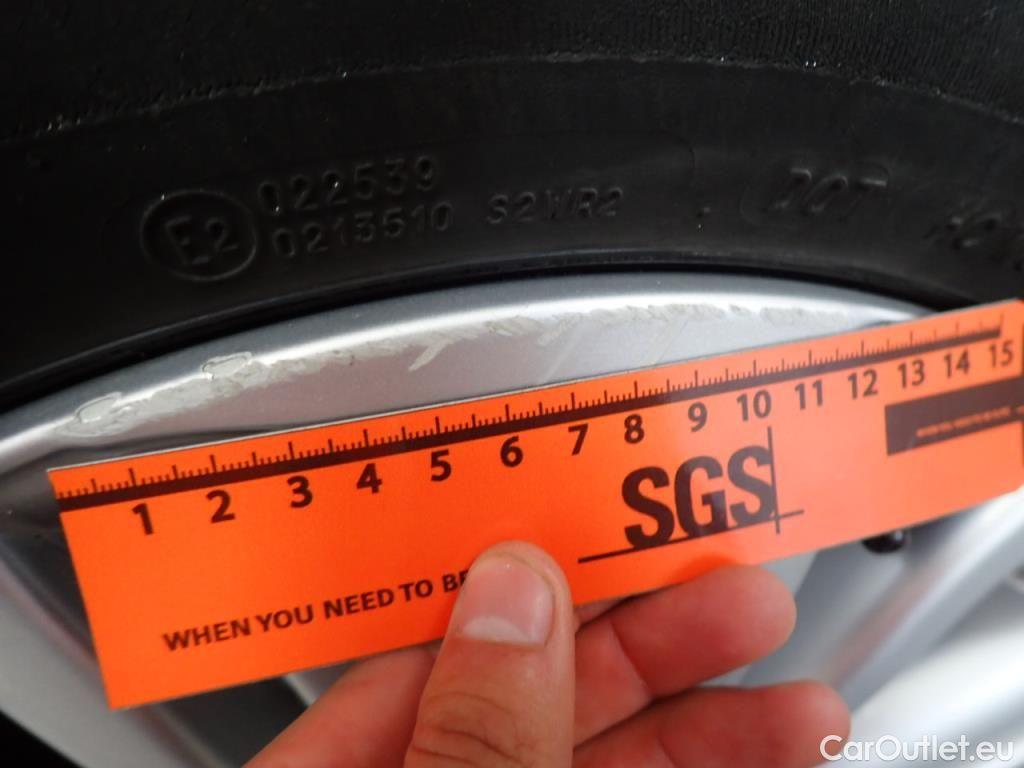 E2
022539
0213510 S2WR2 DOT
1 2 3 4 5 6 7 8 9 10 11 12 13 14 15
SGS
WHEN YOU NEED TO BE
CarOutlet.eu